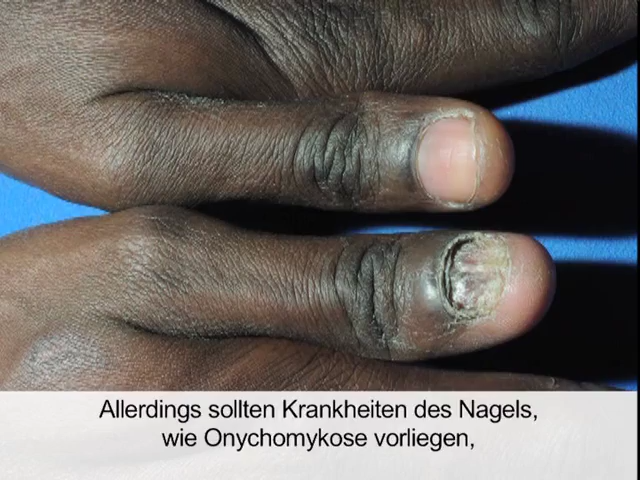 Allerdings sollten Krankheiten des Nagels,
wie Onychomykose vorliegen,